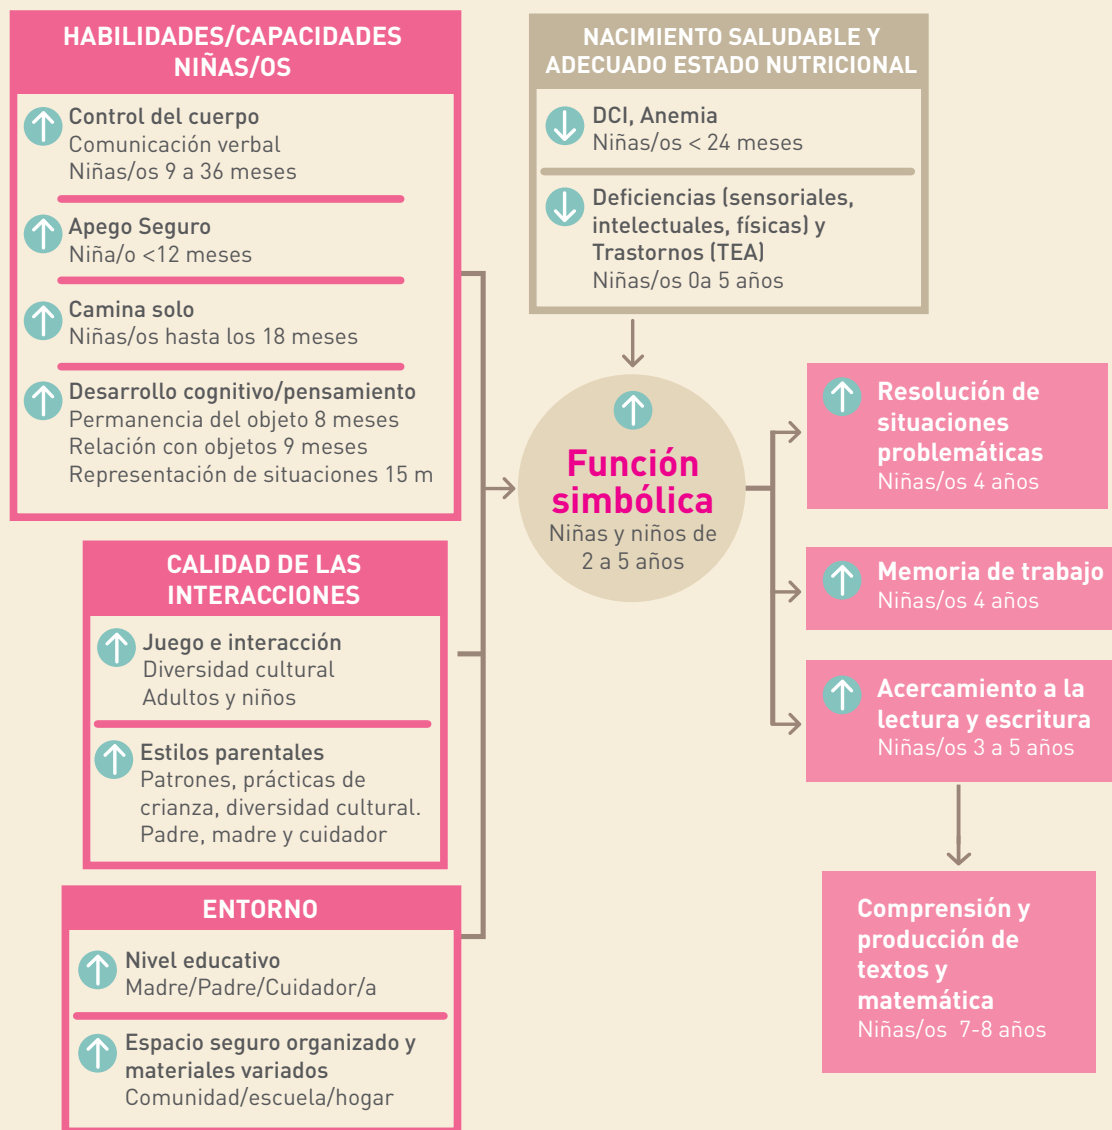 HABILIDADES/CAPACIDADES
NIÑAS/OS
Control del cuerpo
Comunicación verbal
Niñas/os 9 a 36 meses
Apego Seguro
Niña/o <12 meses
Camina solo
Niñas/os hasta los 18 meses
Desarrollo cognitivo/pensamiento
Permanencia del objeto 8 meses
Relación con objetos 9 meses
Representación de situaciones 15 m
CALIDAD DE LAS
INTERACCIONES
Juego e interacción
Diversidad cultural
Adultos y niños
Estilos parentales
Patrones, prácticas de
crianza, diversidad cultural.
Padre, madre y cuidador
ENTORNO
Nivel educativo
Madre/Padre/Cuidador/a
Espacio seguro organizado y
materiales variados
Comunidad/escuela/hogar
NACIMIENTO SALUDABLE Y
ADECUADO ESTADO NUTRICIONAL
DCI, Anemia
Niñas/os < 24 meses
Deficiencias (sensoriales,
intelectuales, físicas) y
Trastornos (TEA)
Niñas/os 0a 5 años
Función
simbólica
Niñas y niños de
2 a 5 años
Resolución de
situaciones
problemáticas
Niñas/os 4 años
Memoria de trabajo
Niñas/os 4 años
Acercamiento a la
lectura y escritura
Niñas/os 3 a 5 años
Comprensión y
producción de
textos y
matemática
Niñas/os 7-8 años